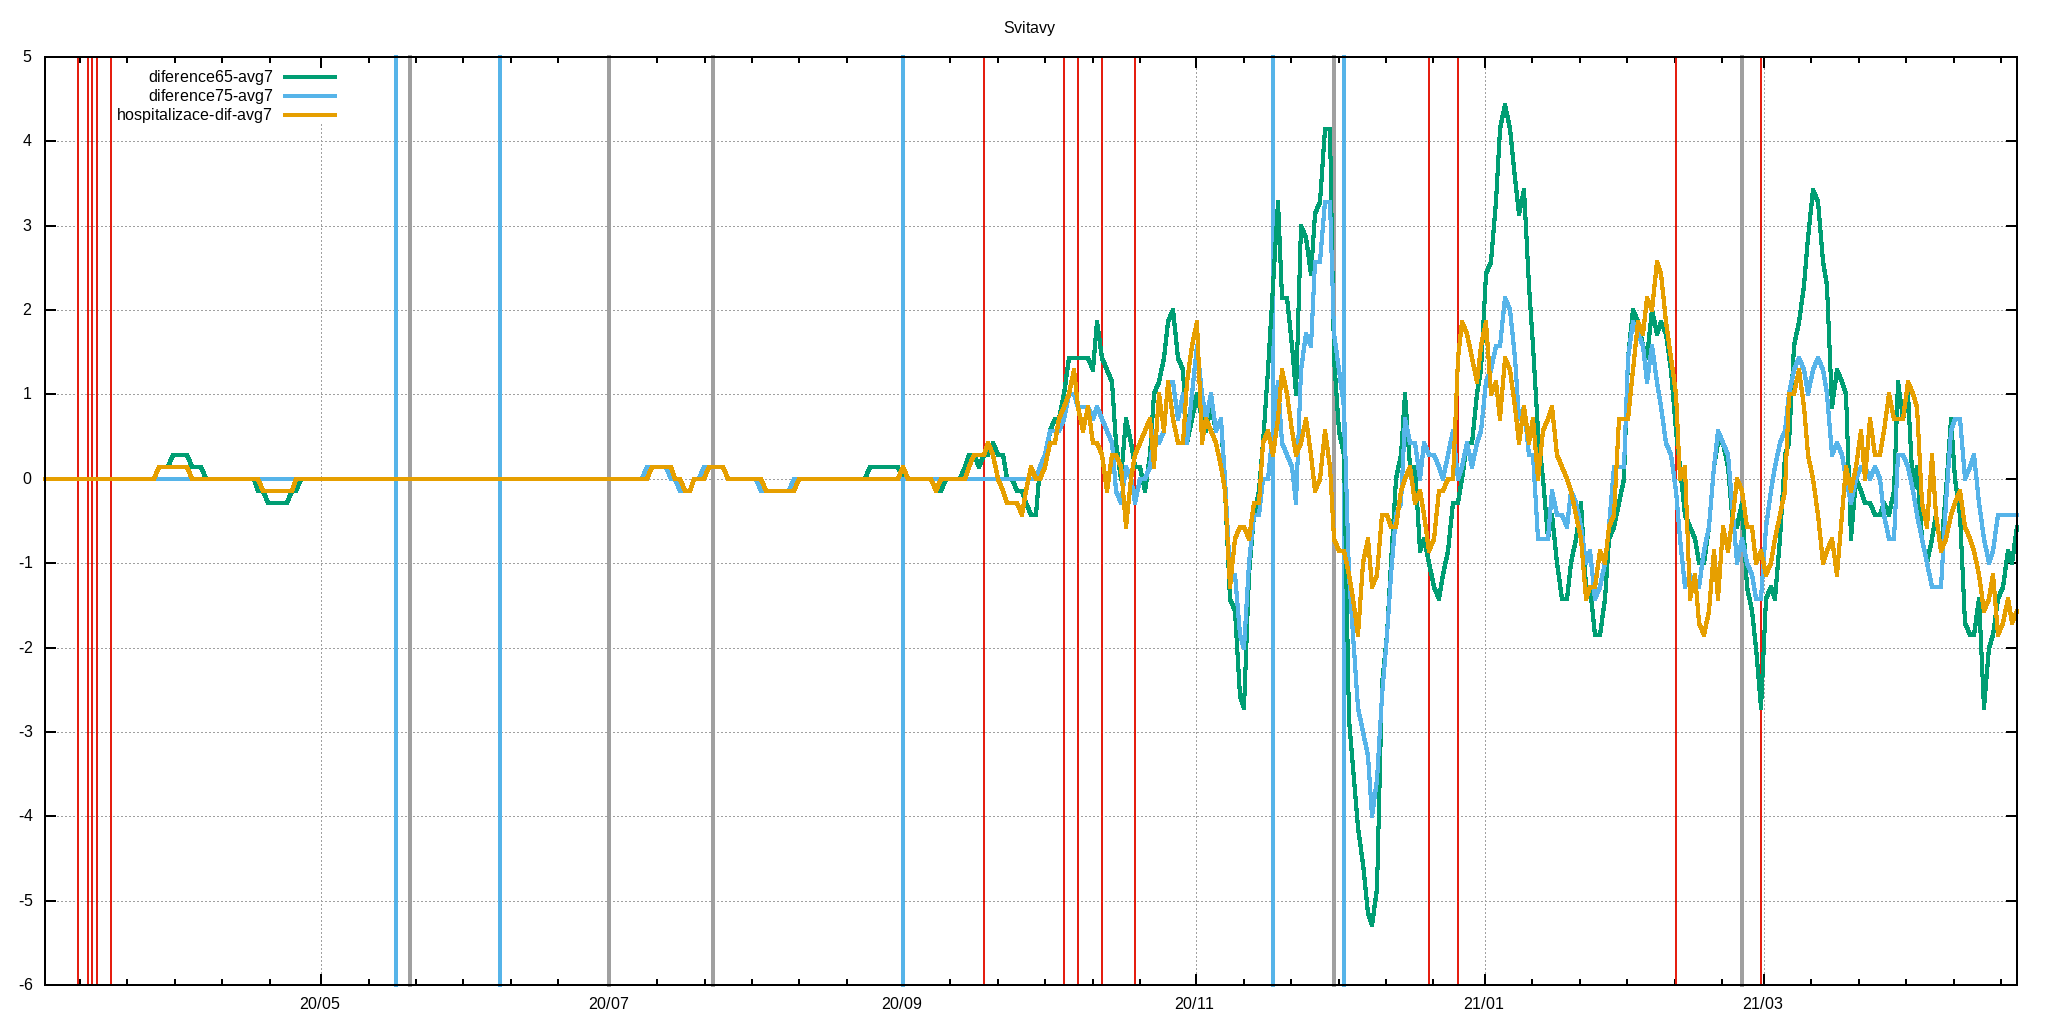 Svitavy
diference65-avg7
diference75-avg7
hospitalizace-dif-avg7
5
4
3
2
1
0
-1
-2
-3
-4
-5
-6
20/05 20/07 20/09 20/11 21/01 21/03